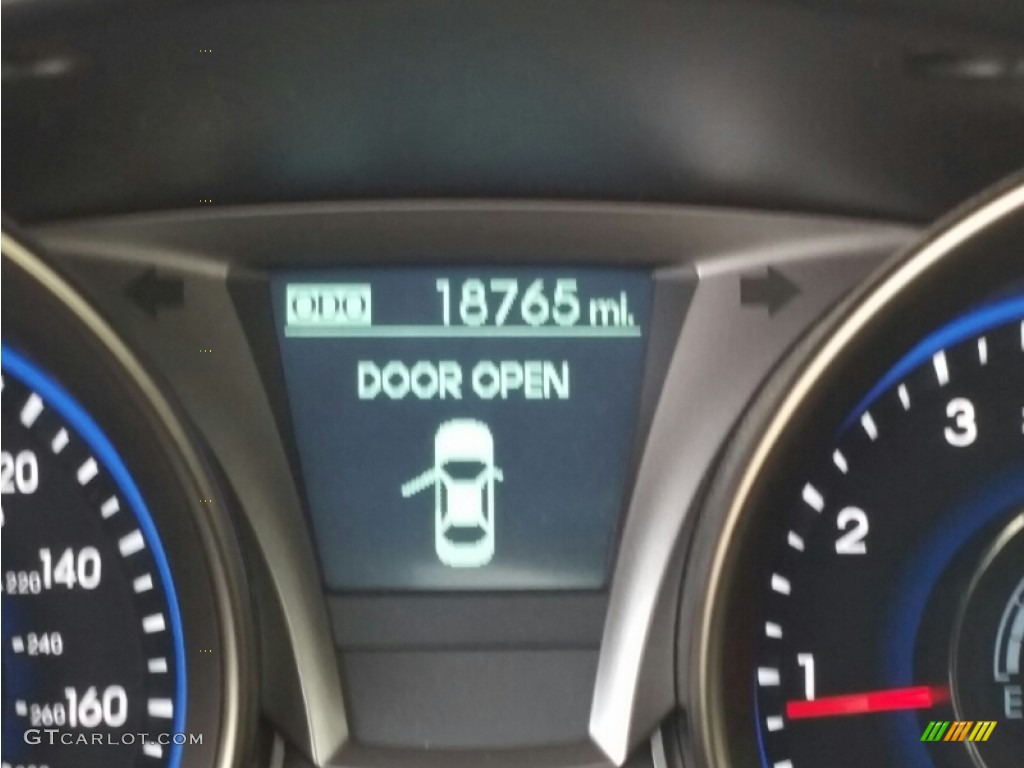 ODO 18765 mi.
DOOR OPEN
20
220 140
240
260 160
3
2
1
E
GTCARLOT.COM